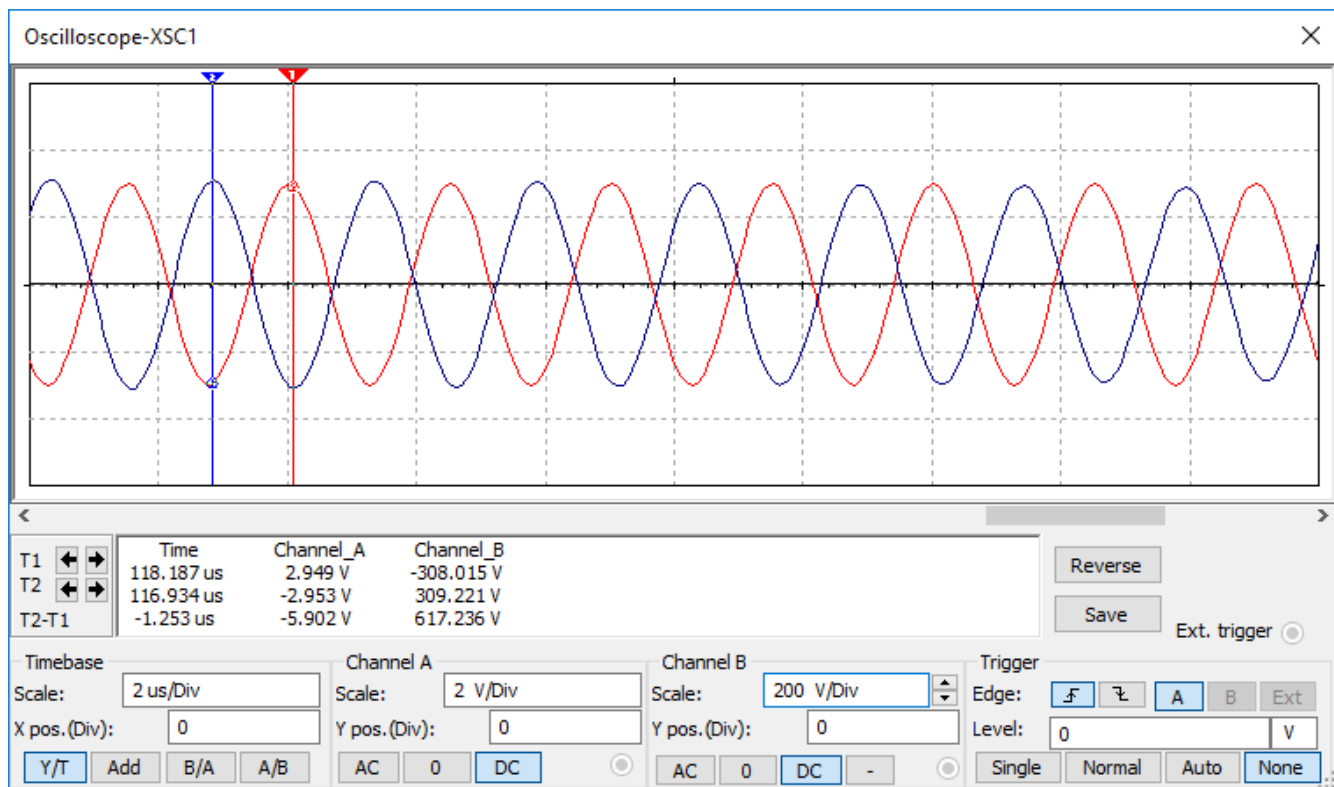 Oscilloscope-XSC1
2 1
Time Channel_A Channel_B
T1 118.187 us 2.949 V -308.015 V
T2 116.934 us -2.953 V 309.221 V
T2-T1 -1.253 us -5.902 V 617.236 V
Reverse
Save
Ext. trigger
Timebase
Scale: 2 us/Div
X pos.(Div): 0
Y/T Add B/A A/B
Channel A
Scale: 2 V/Div
Y pos.(Div): 0
AC 0 DC
Channel B
Scale: 200 V/Div
Y pos.(Div): 0
AC 0 DC -
Trigger
Edge: A B Ext
Level: 0 V
Single Normal Auto None